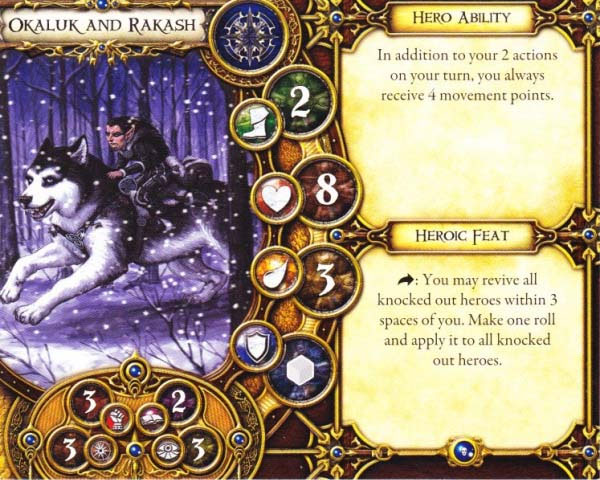 Okaluk and Rakash
2
8
3
3
2
3
3
Hero Ability
In addition to your 2 actions
on your turn, you always
receive 4 movement points.
Heroic Feat
: You may revive all
knocked out heroes within 3
spaces of you. Make one roll
and apply it to all knocked
out heroes.